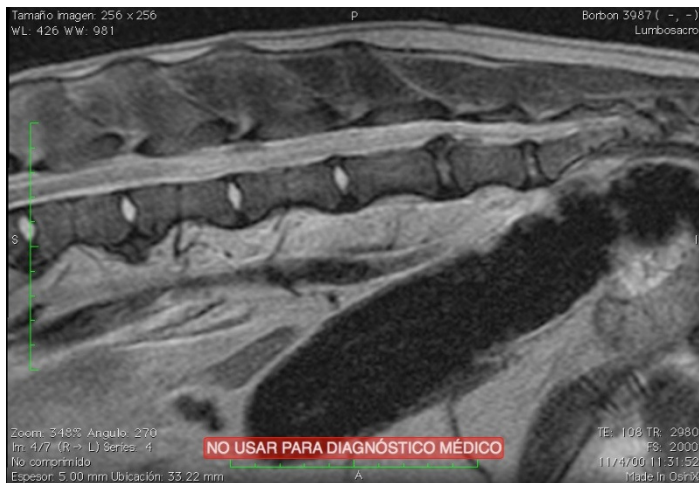 Tamaño imagen: 256 x 256
WL: 426 WW: 981
P
Borbon 3987 ( -, -)
Lumbosacro
S
I
Zoom: 348% Angulo: 270
Im: 4/7 (R -> L) Series: 4
No comprimido
Espesor: 5.00 mm Ubicación: 33.22 mm
NO USAR PARA DIAGNÓSTICO MÉDICO
A
TE: 108 TR: 2980
FS: 2000
11/4/00 11:31:52
Made In OsiriX